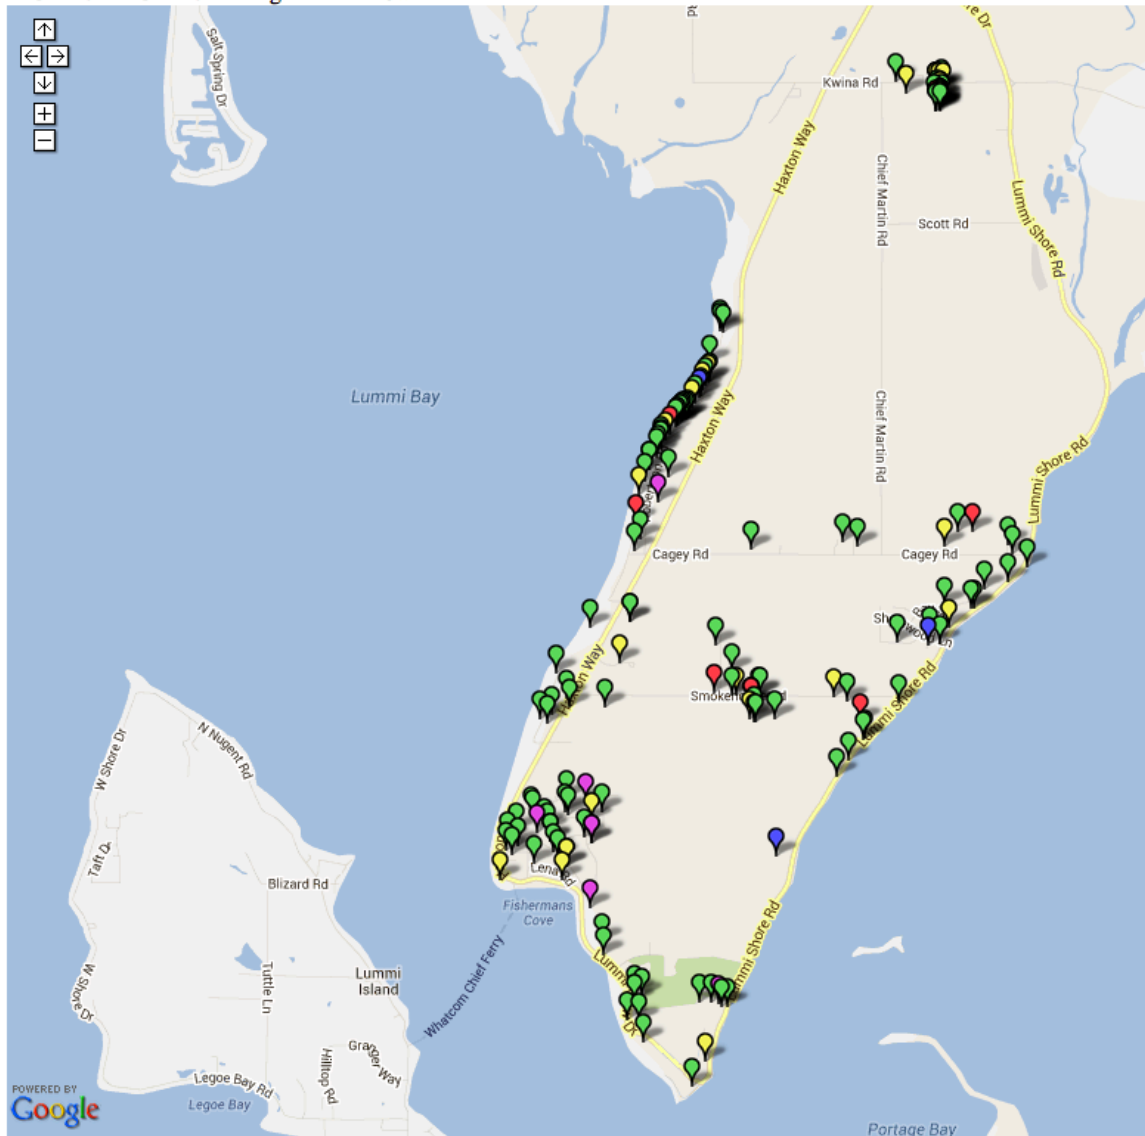 Salt Spring Dr
Rd
re Dr
Kwina Rd
Haxton Way
Chief Martin Rd
Scott Rd
Lummi Shore Rd
Lummi Bay
Haxton Way
Chief Martin Rd
Lummi Shore Rd
Cagey Rd
Cagey Rd
Lummi Shore Rd
W Shore Dr
N Nugent Rd
Taft D
Blizard Rd
Lena Rd
Fishermans
Cove
Whatcom Chief Ferry
Lummi Shore Rd
W Shore Dr
Tuttle Ln
Lummi
Island
Hilltop Rd
Granger Way
Legoe Bay Rd
Legoe Bay
Portage Bay
POWERED BY
Google